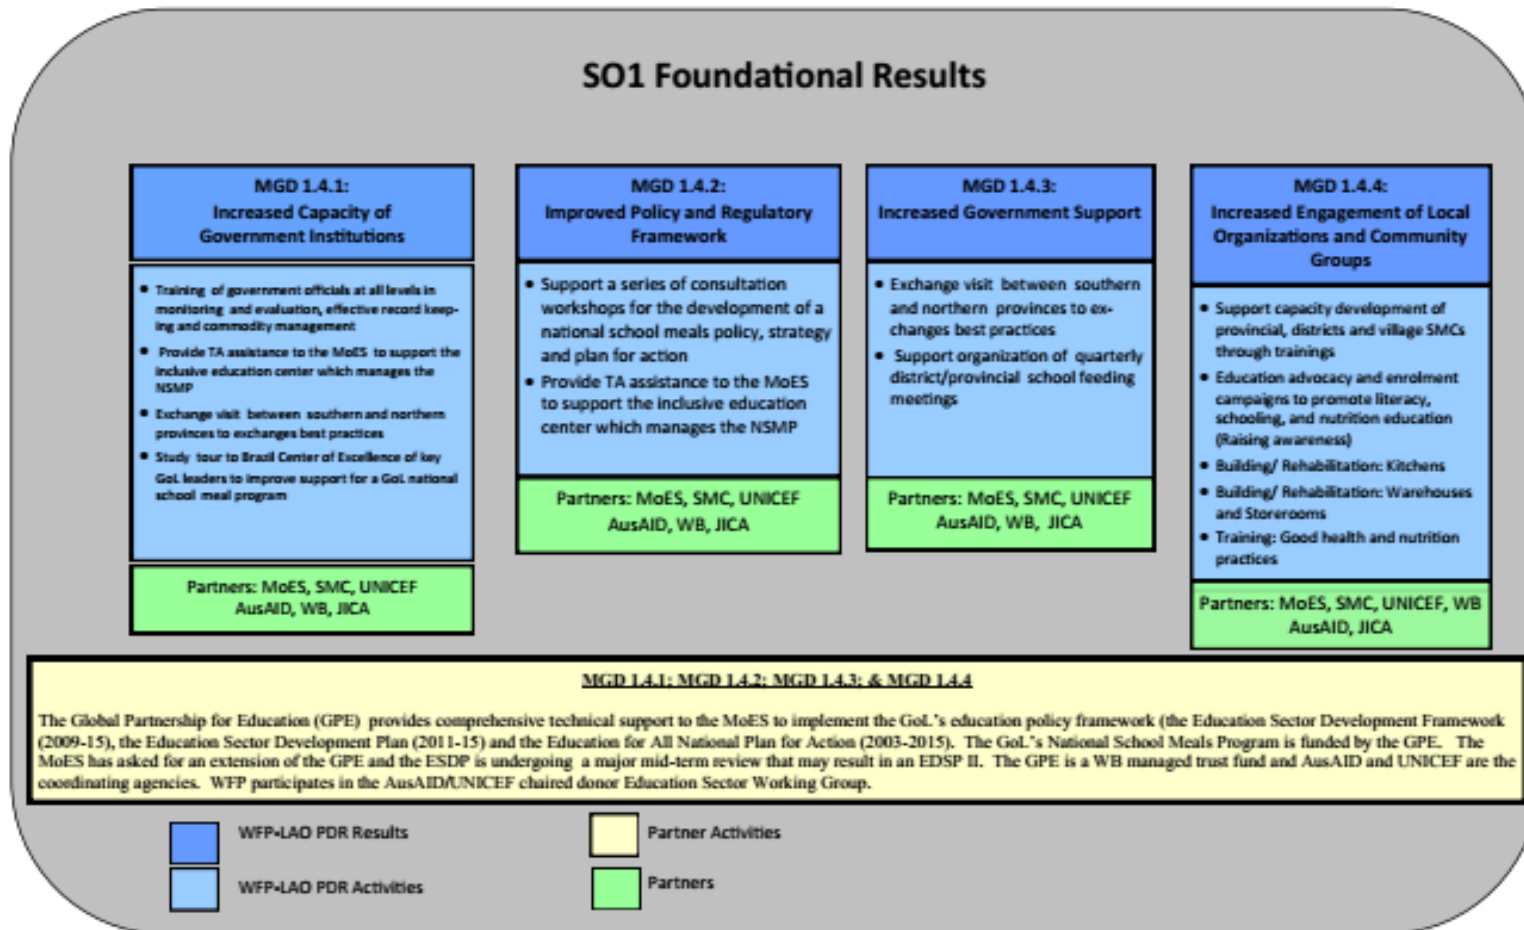 SO1 Foundational Results
MGD 1.4.1:
Increased Capacity of
Government Institutions
• Training of government officials at all levels in
monitoring and evaluation, effective record keep-
ing and commodity management
• Provide TA assistance to the MoES to support the
inclusive education center which manages the
NSMP
• Exchange visit between southern and northern
provinces to exchanges best practices
• Study tour to Brazil Center of Excellence of key
GoL leaders to improve support for a GoL national
school meal program
Partners: MoES, SMC, UNICEF
AusAID, WB, JICA
MGD 1.4.2:
Improved Policy and Regulatory
Framework
• Support a series of consultation
workshops for the development of a
national school meals policy, strategy
and plan for action
• Provide TA assistance to the MoES
to support the inclusive education
center which manages the NSMP
Partners: MoES, SMC, UNICEF
AusAID, WB, JICA
MGD 1.4.3:
Increased Government Support
• Exchange visit between southern
and northern provinces to ex-
changes best practices
• Support organization of quarterly
district/provincial school feeding
meetings
Partners: MoES, SMC, UNICEF
AusAID, WB, JICA
MGD 1.4.4:
Increased Engagement of Local
Organizations and Community
Groups
• Support capacity development of
provincial, districts and village SMCs
through trainings
• Education advocacy and enrolment
campaigns to promote literacy,
schooling, and nutrition education
(Raising awareness)
• Building/ Rehabilitation: Kitchens
• Building/ Rehabilitation: Warehouses
and Storerooms
• Training: Good health and nutrition
practices
Partners: MoES, SMC, UNICEF, WB
AusAID, JICA
MGD 1.4.1; MGD 1.4.2; MGD 1.4.3; & MGD 1.4.4
The Global Partnership for Education (GPE) provides comprehensive technical support to the MoES to implement the GoL's education policy framework (the Education Sector Development Framework
(2009-15), the Education Sector Development Plan (2011-15) and the Education for All National Plan for Action (2003-2015). The GoL's National School Meals Program is funded by the GPE. The
MoES has asked for an extension of the GPE and the ESDP is undergoing a major mid-term review that may result in an EDSP II. The GPE is a WB managed trust fund and AusAID and UNICEF are the
coordinating agencies. WFP participates in the AusAID/UNICEF chaired donor Education Sector Working Group.
WFP-LAO PDR Results
Partner Activities
WFP-LAO PDR Activities
Partners